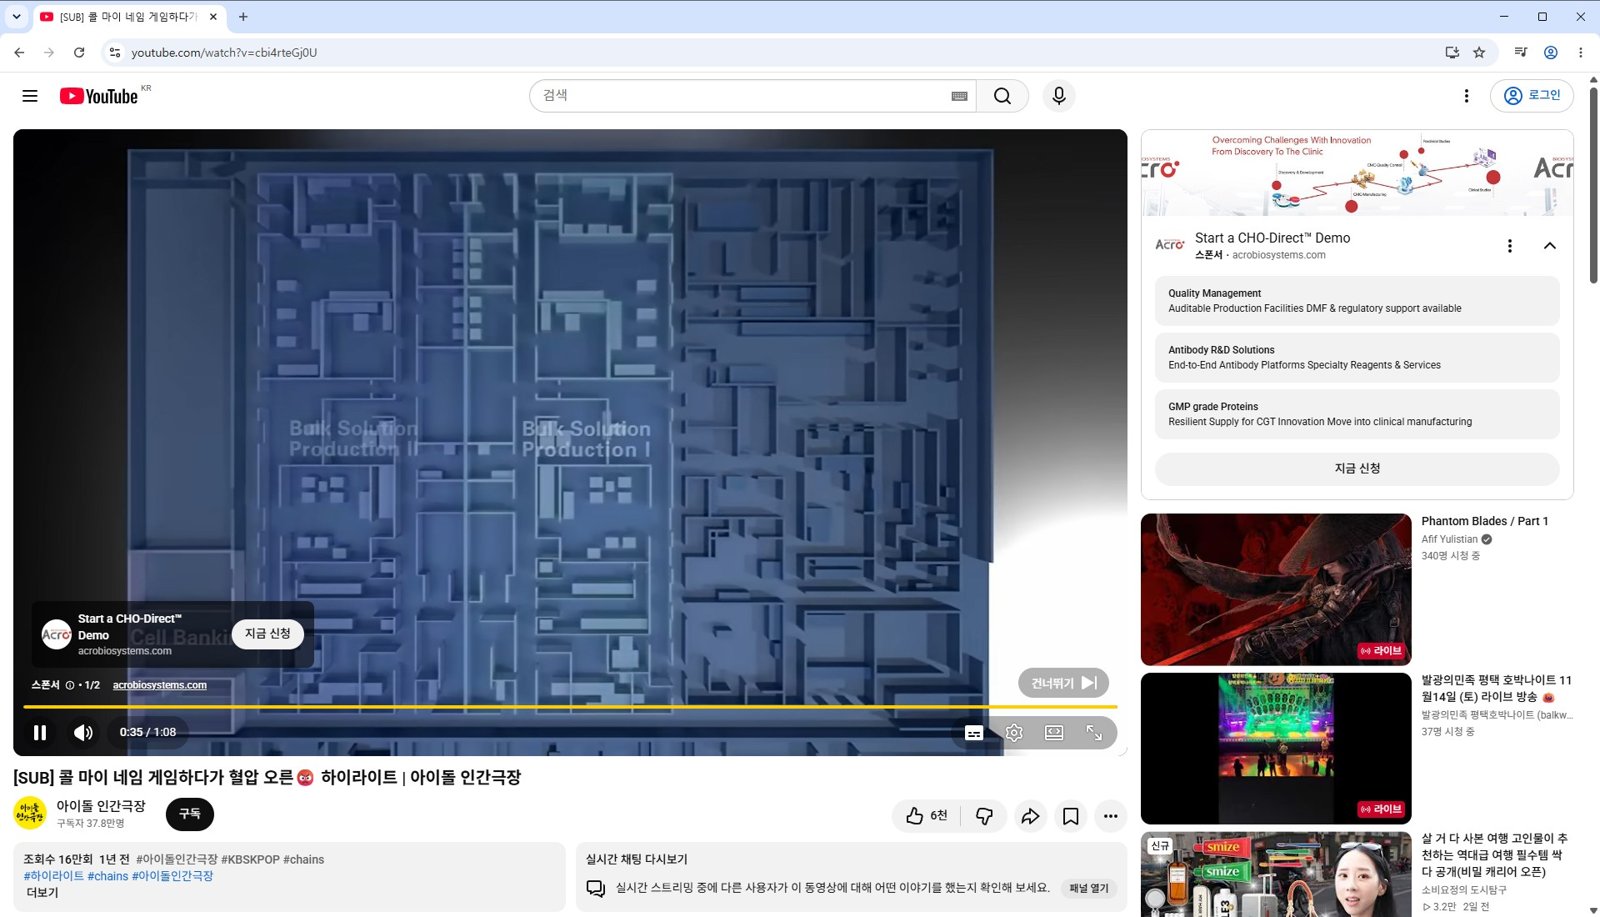 [SUB] 콜 마이 네임 게임하다가
youtube.com/watch?v=cbi4rteGj0U
YouTube KR
검색
로그인
Bulk Solution
Production II
Bulk Solution
Production I
Start a CHO-Direct™
Demo
acrobiosystems.com
지금 신청
스폰서 · 1/2 acrobiosystems.com
건너뛰기
0:35 / 1:08
[SUB] 콜 마이 네임 게임하다가 혈압 오른😡 하이라이트 | 아이돌 인간극장
아이돌 인간극장
구독자 37.8만명
구독
6천
조회수 16만회 1년 전 #아이돌인간극장 #KBSKPOP #chains
#하이라이트 #chains #아이돌인간극장
더보기
실시간 채팅 다시보기
실시간 스트리밍 중에 다른 사용자가 이 동영상에 대해 어떤 이야기를 했는지 확인해 보세요.
패널 열기
Overcoming Challenges With Innovation
From Discovery To The Clinic
Discovery & Development
CMC-Quality Control
CMC-Manufacturing
Clinical Studies
Acro
Start a CHO-Direct™ Demo
스폰서 · acrobiosystems.com
Quality Management
Auditable Production Facilities DMF & regulatory support available
Antibody R&D Solutions
End-to-End Antibody Platforms Specialty Reagents & Services
GMP grade Proteins
Resilient Supply for CGT Innovation Move into clinical manufacturing
지금 신청
Phantom Blades / Part 1
Afif Yulistian
340명 시청 중
라이브
발광의민족 평택 호박나이트 11
월14일 (토) 라이브 방송
발광의민족 평택호박나이트 (balkw...
37명 시청 중
라이브
신규
smize
smize
살 거 다 사본 여행 고인물이 추
천하는 역대급 여행 필수템 싹
다 공개(비밀 캐리어 오픈)
소비요정의 도시탐구
3.2만 2일 전